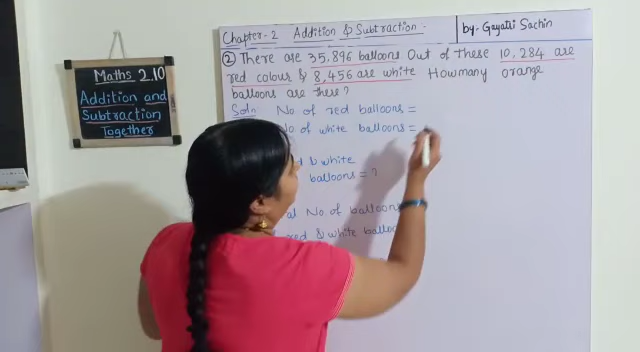 Chapter-2 Addition & Subtraction.
by- Gayatri Sachin
② There are 35,896 balloons Out of these 10,284 are
red colour & 8,456 are white Howmany orange
balloons are there?
Maths 2.10
Addition and
Subtraction
Together
Soln No of red balloons =
No of white balloons =
& white
balloons = ?
No of balloons
red & white